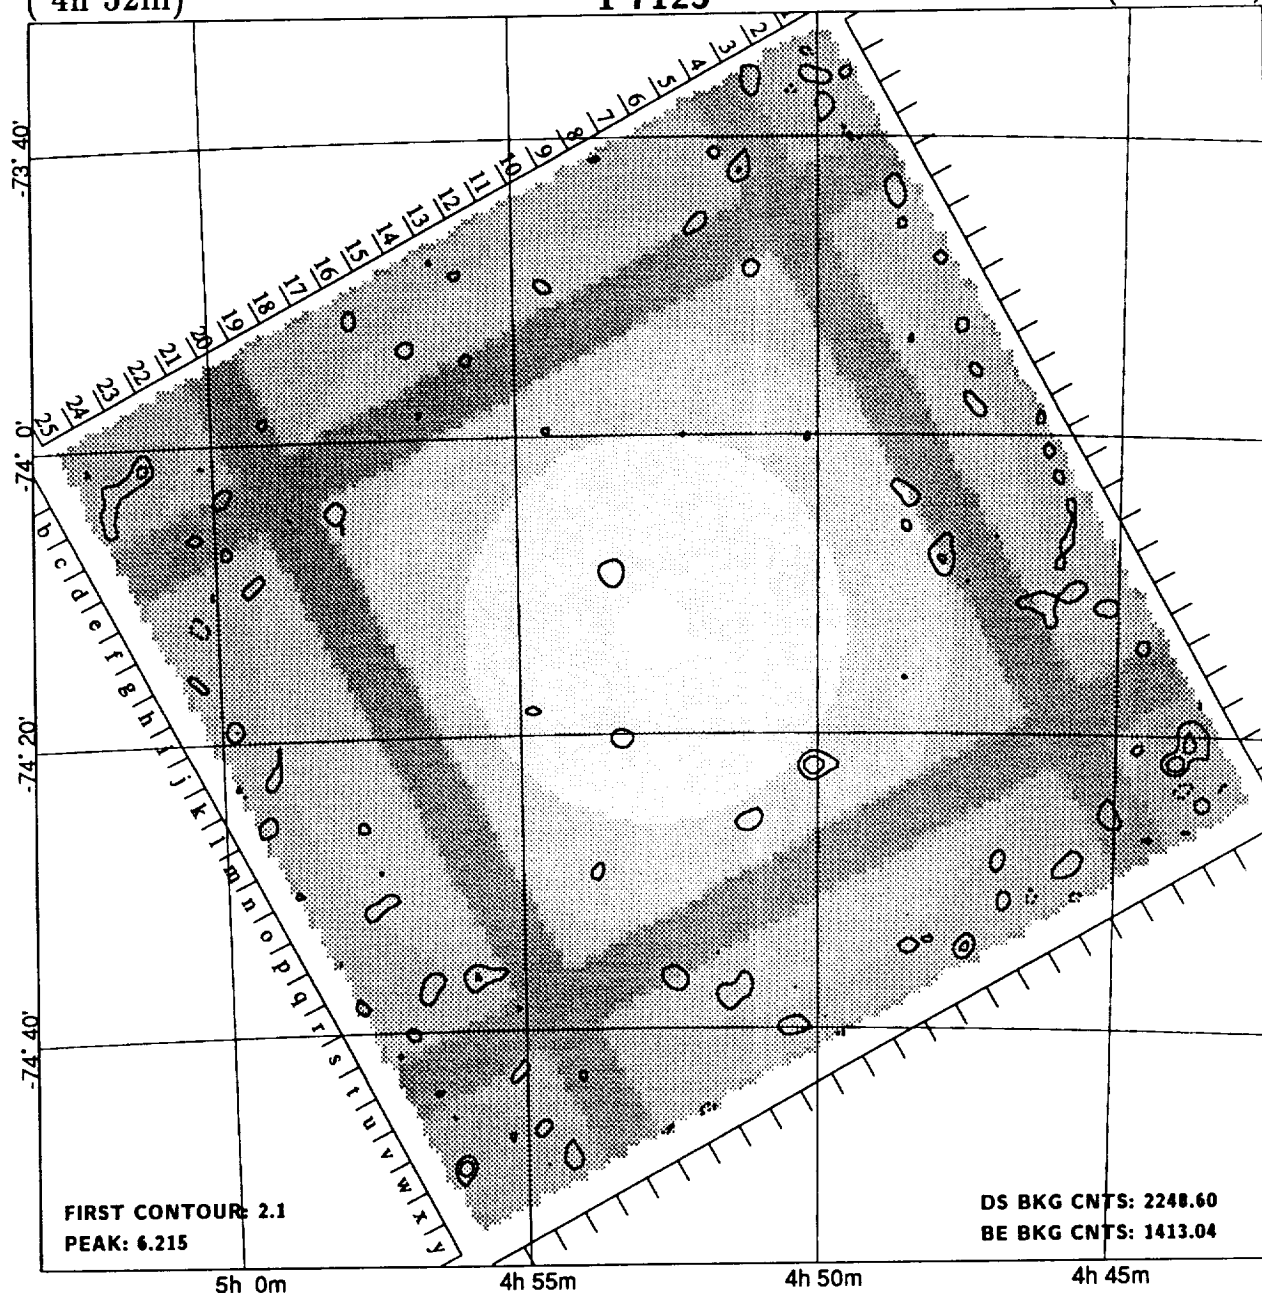 ( 4h 52m)
I 7125
(
1 2 3 4 5 6 7 8 9 10 11 12 13 14 15 16 17 18 19 20 21 22 23 24 25
-73° 40'
-74° 0'
-74° 20'
-74° 40'
b c d e f g h i j k l m n o p q r s t u v w x y
FIRST CONTOUR: 2.1
PEAK: 6.215
DS BKG CNTS: 2248.60
BE BKG CNTS: 1413.04
5h 0m 4h 55m 4h 50m 4h 45m